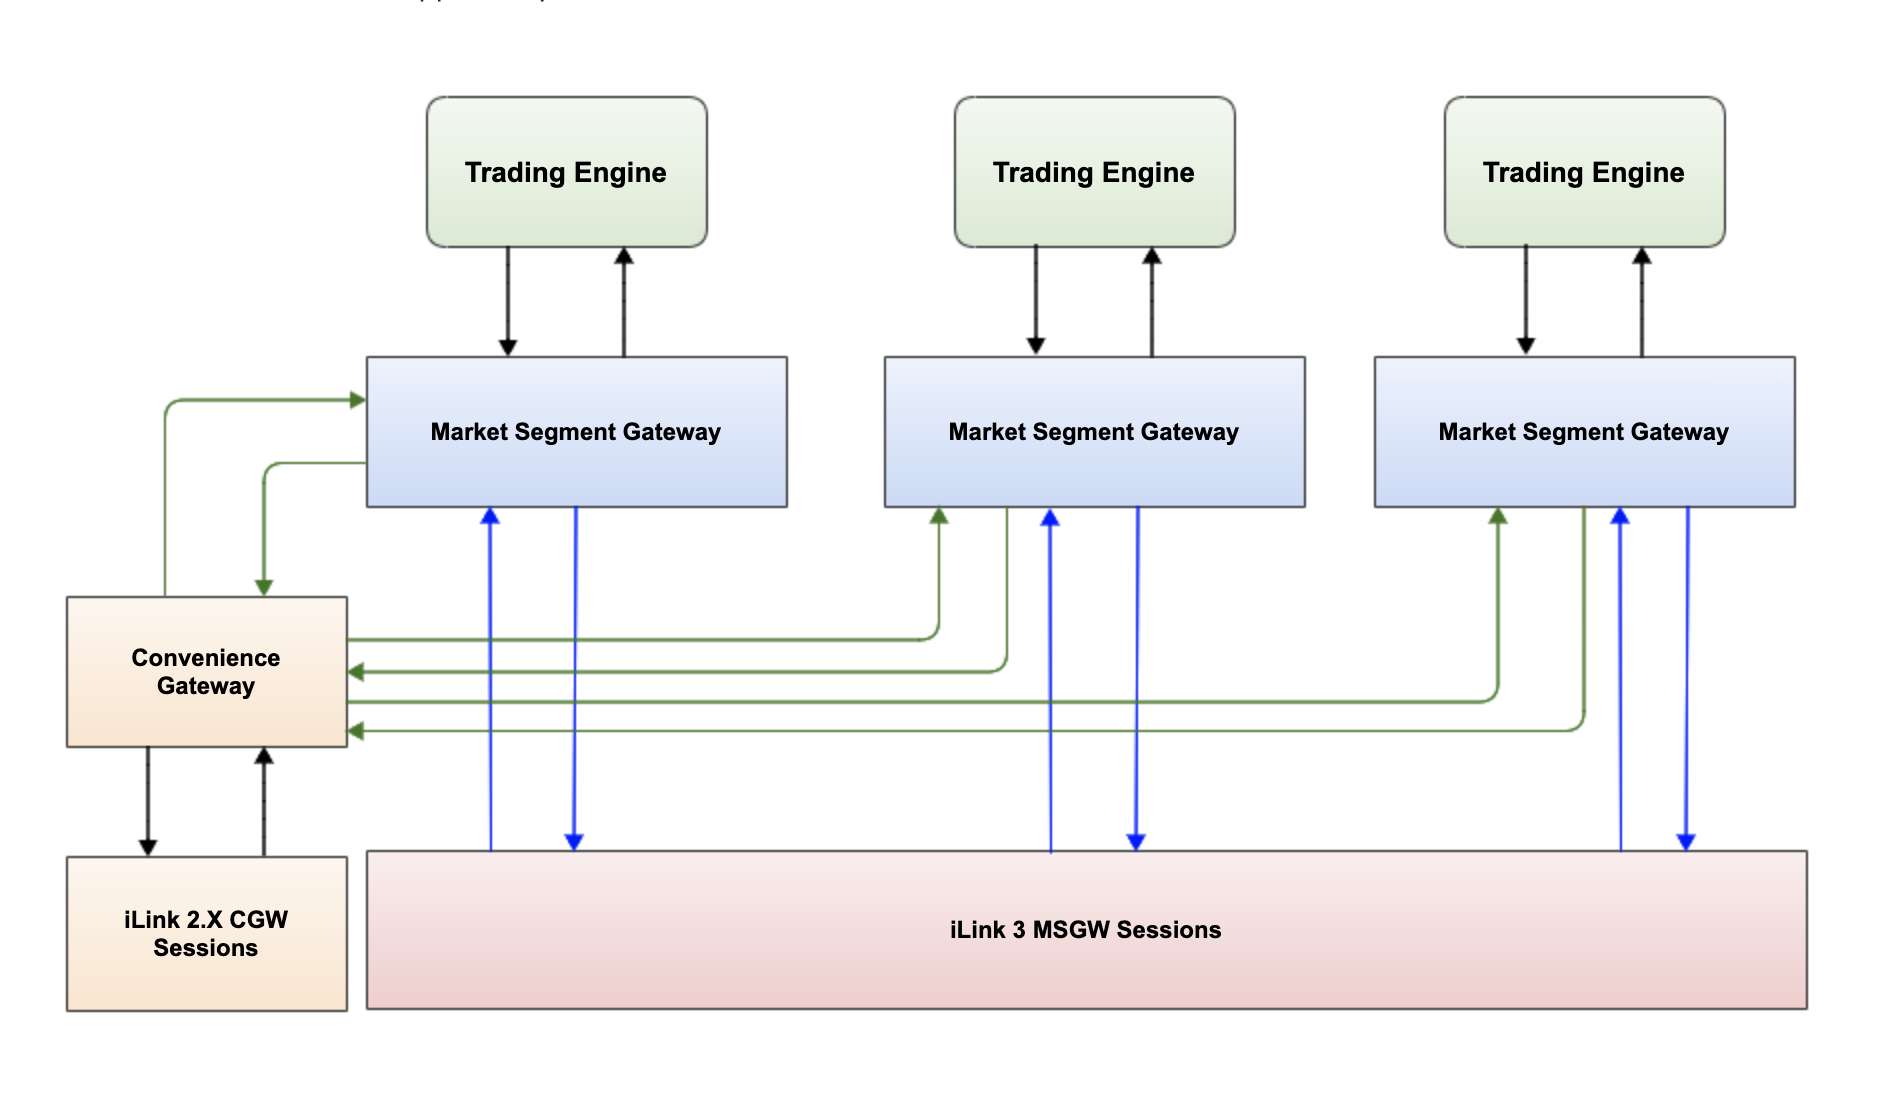 Trading Engine
Trading Engine
Trading Engine
Market Segment Gateway
Market Segment Gateway
Market Segment Gateway
Convenience
Gateway
iLink 2.X CGW
Sessions
iLink 3 MSGW Sessions